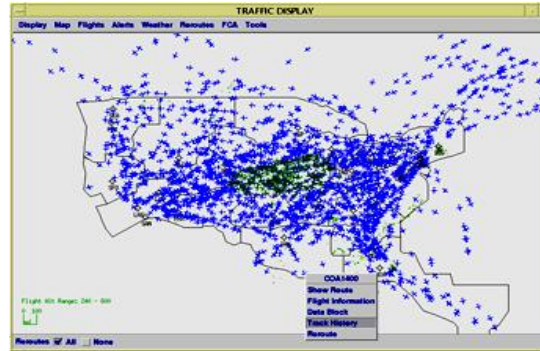 TRAFFIC DISPLAY
Display Map Flights Alerts Weather Reroutes FCA Tools
COA1400
Show Route
Flight Information
Data Block
Track History
Reroute
Flight Alt Range: 240 - 600
Reroutes All None